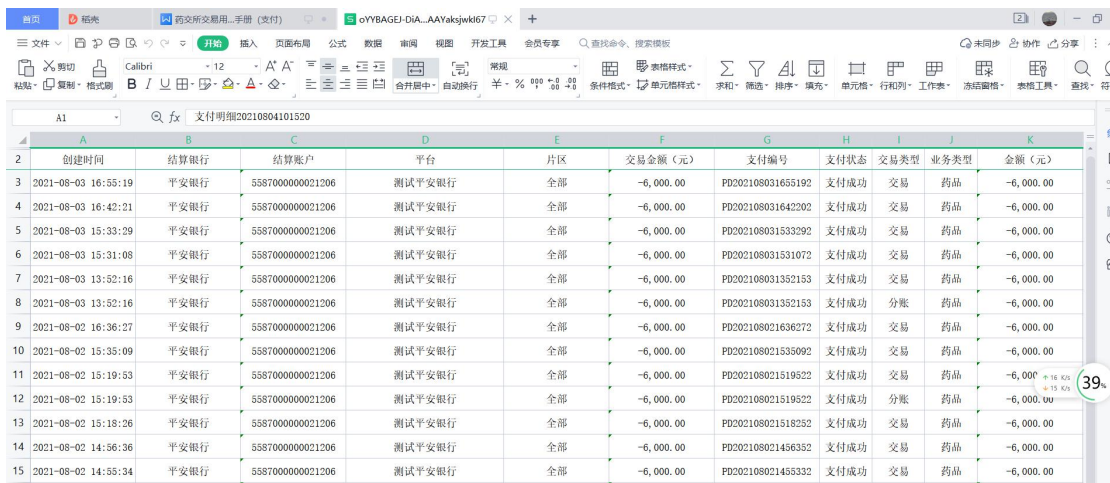 首页 稻壳 药交所交易用...手册 (支付) oYYBAGEJ-DiA...AAYaksjwkI67 +
文件 开始 插入 页面布局 公式 数据 审阅 视图 开发工具 会员专享 查找命令、搜索模板 未同步 协作 分享
剪切 Calibri 12 A+ A- 常规 表格样式
粘贴 复制 格式刷 B I U A 合并居中 自动换行 ¥ % 条件格式 单元格样式 求和 筛选 排序 填充 单元格 行和列 工作表 冻结窗格 表格工具 查找
A1 fx 支付明细20210804101520
A B C D E F G H I J K
2 创建时间 结算银行 结算账户 平台 片区 交易金额（元） 支付编号 支付状态 交易类型 业务类型 金额（元）
3 2021-08-03 16:55:19 平安银行 5587000000021206 测试平安银行 全部 -6,000.00 PD202108031655192 支付成功 交易 药品 -6,000.00
4 2021-08-03 16:42:21 平安银行 5587000000021206 测试平安银行 全部 -6,000.00 PD202108031642202 支付成功 交易 药品 -6,000.00
5 2021-08-03 15:33:29 平安银行 5587000000021206 测试平安银行 全部 -6,000.00 PD202108031533292 支付成功 交易 药品 -6,000.00
6 2021-08-03 15:31:08 平安银行 5587000000021206 测试平安银行 全部 -6,000.00 PD202108031531072 支付成功 交易 药品 -6,000.00
7 2021-08-03 13:52:16 平安银行 5587000000021206 测试平安银行 全部 -6,000.00 PD202108031352153 支付成功 交易 药品 -6,000.00
8 2021-08-03 13:52:16 平安银行 5587000000021206 测试平安银行 全部 -6,000.00 PD202108031352153 支付成功 分账 药品 -6,000.00
9 2021-08-02 16:36:27 平安银行 5587000000021206 测试平安银行 全部 -6,000.00 PD202108021636272 支付成功 交易 药品 -6,000.00
10 2021-08-02 15:35:09 平安银行 5587000000021206 测试平安银行 全部 -6,000.00 PD202108021535092 支付成功 交易 药品 -6,000.00
11 2021-08-02 15:19:53 平安银行 5587000000021206 测试平安银行 全部 -6,000.00 PD202108021519522 支付成功 交易 药品 -6,000 16 K/s 39%
12 2021-08-02 15:19:53 平安银行 5587000000021206 测试平安银行 全部 -6,000.00 PD202108021519522 支付成功 分账 药品 -6,000.00 15 K/s
13 2021-08-02 15:18:26 平安银行 5587000000021206 测试平安银行 全部 -6,000.00 PD202108021518252 支付成功 交易 药品 -6,000.00
14 2021-08-02 14:56:36 平安银行 5587000000021206 测试平安银行 全部 -6,000.00 PD202108021456352 支付成功 交易 药品 -6,000.00
15 2021-08-02 14:55:34 平安银行 5587000000021206 测试平安银行 全部 -6,000.00 PD202108021455332 支付成功 交易 药品 -6,000.00